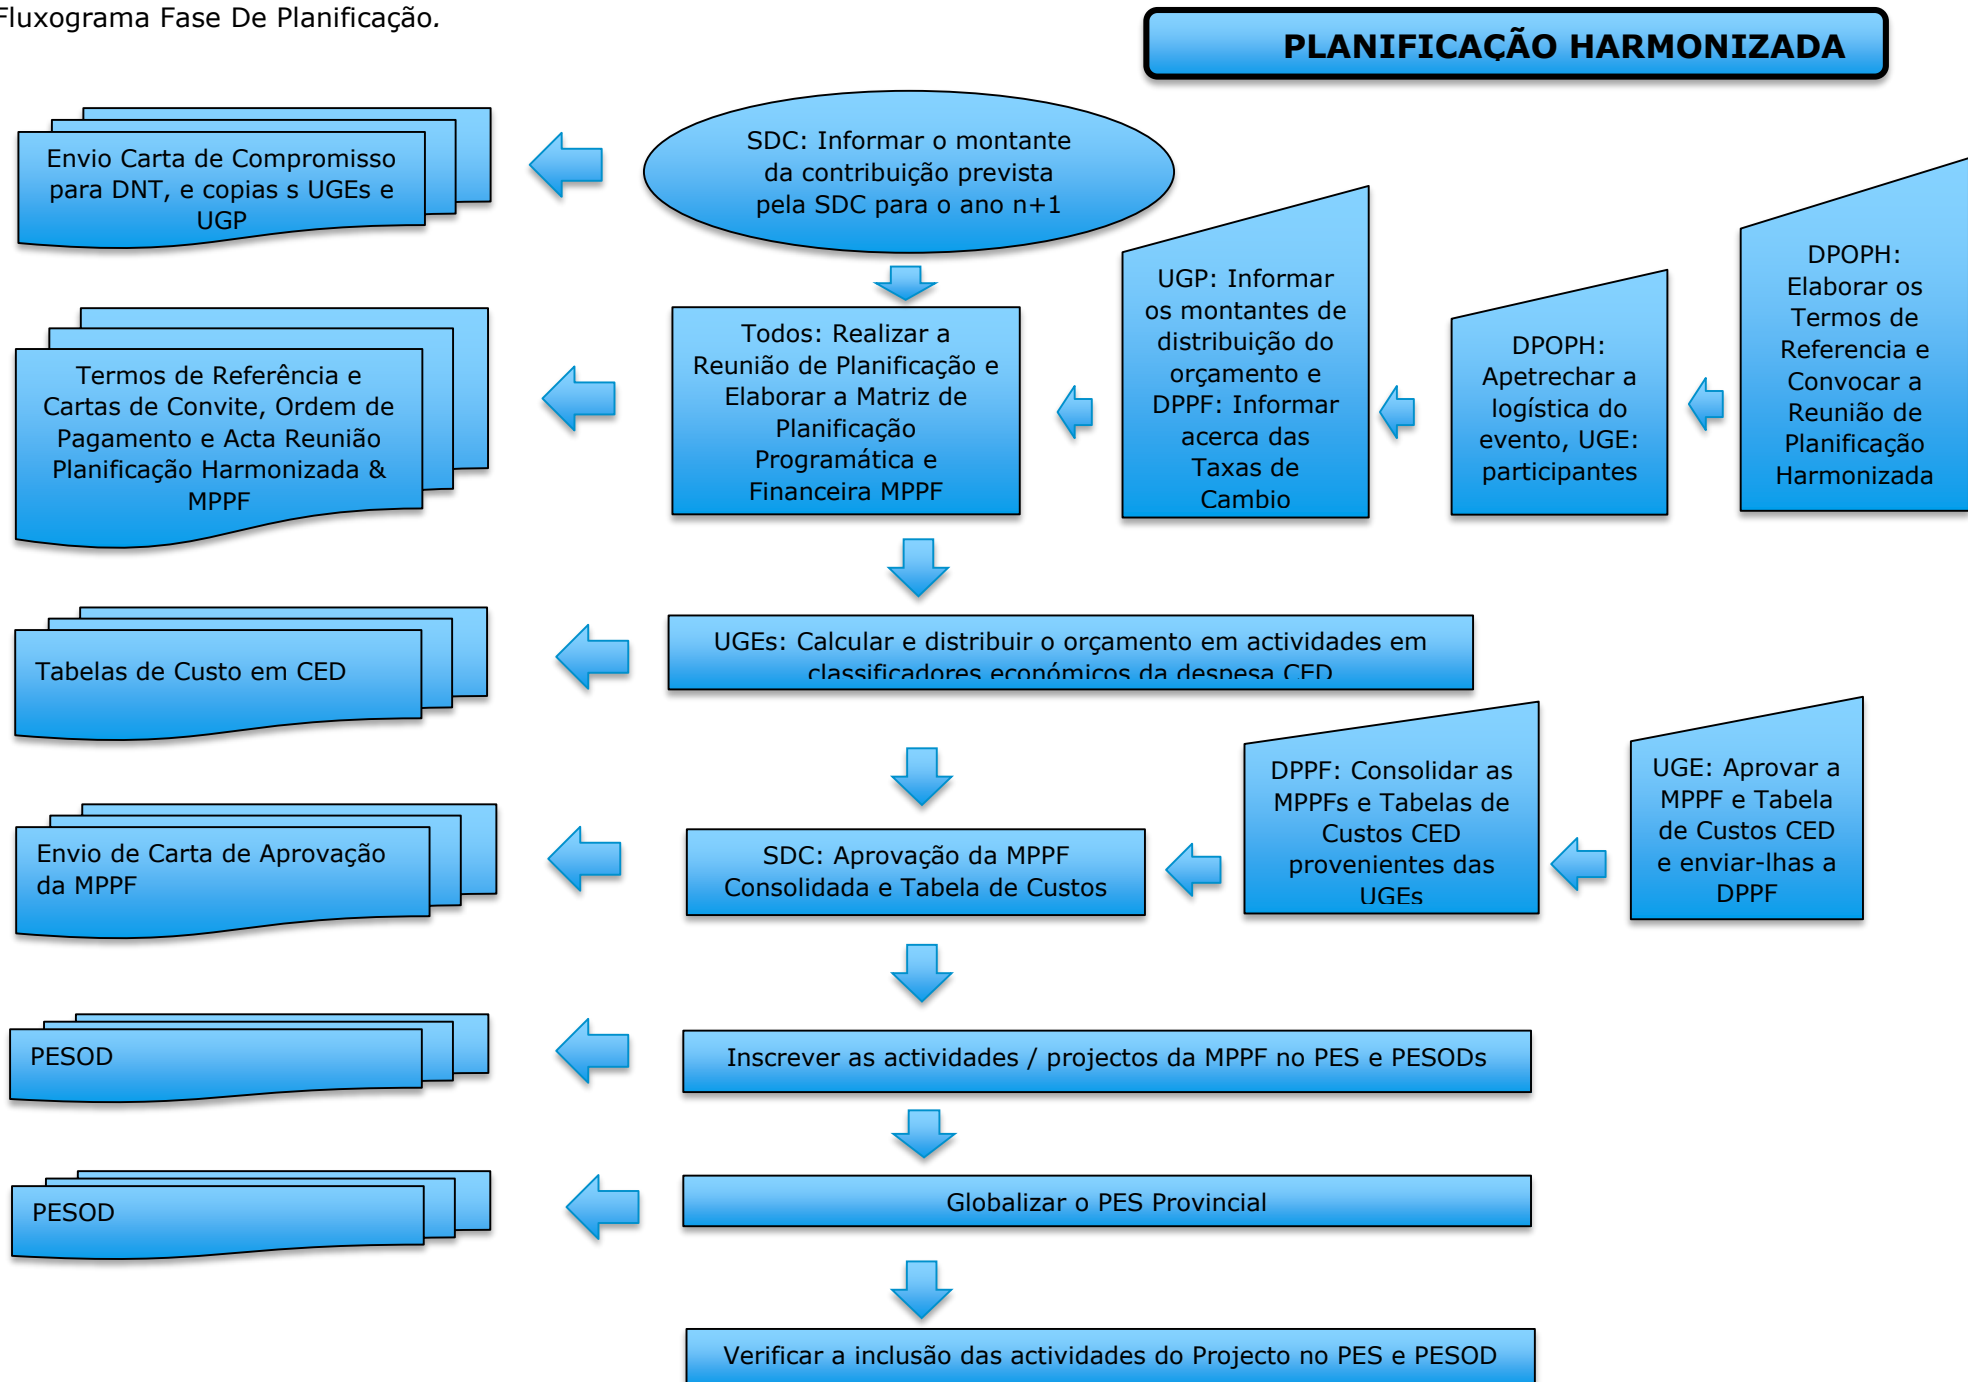 Fluxograma Fase De Planificação.
PLANIFICAÇÃO HARMONIZADA
Envio Carta de Compromisso
para DNT, e copias s UGEs e
UGP
SDC: Informar o montante
da contribuição prevista
pela SDC para o ano n+1
Termos de Referência e
Cartas de Convite, Ordem de
Pagamento e Acta Reunião
Planificação Harmonizada &
MPPF
Todos: Realizar a
Reunião de Planificação e
Elaborar a Matriz de
Planificação
Programática e
Financeira MPPF
UGP: Informar
os montantes de
distribuição do
orçamento e
DPPF: Informar
acerca das
Taxas de
Cambio
DPOPH:
Apetrechar a
logística do
evento, UGE:
participantes
DPOPH:
Elaborar os
Termos de
Referencia e
Convocar a
Reunião de
Planificação
Harmonizada
Tabelas de Custo em CED
UGEs: Calcular e distribuir o orçamento em actividades em
classificadores económicos da despesa CED
Envio de Carta de Aprovação
da MPPF
SDC: Aprovação da MPPF
Consolidada e Tabela de Custos
DPPF: Consolidar as
MPPFs e Tabelas de
Custos CED
provenientes das
UGEs
UGE: Aprovar a
MPPF e Tabela
de Custos CED
e enviar-lhas a
DPPF
PESOD
Inscrever as actividades / projectos da MPPF no PES e PESODs
PESOD
Globalizar o PES Provincial
Verificar a inclusão das actividades do Projecto no PES e PESOD